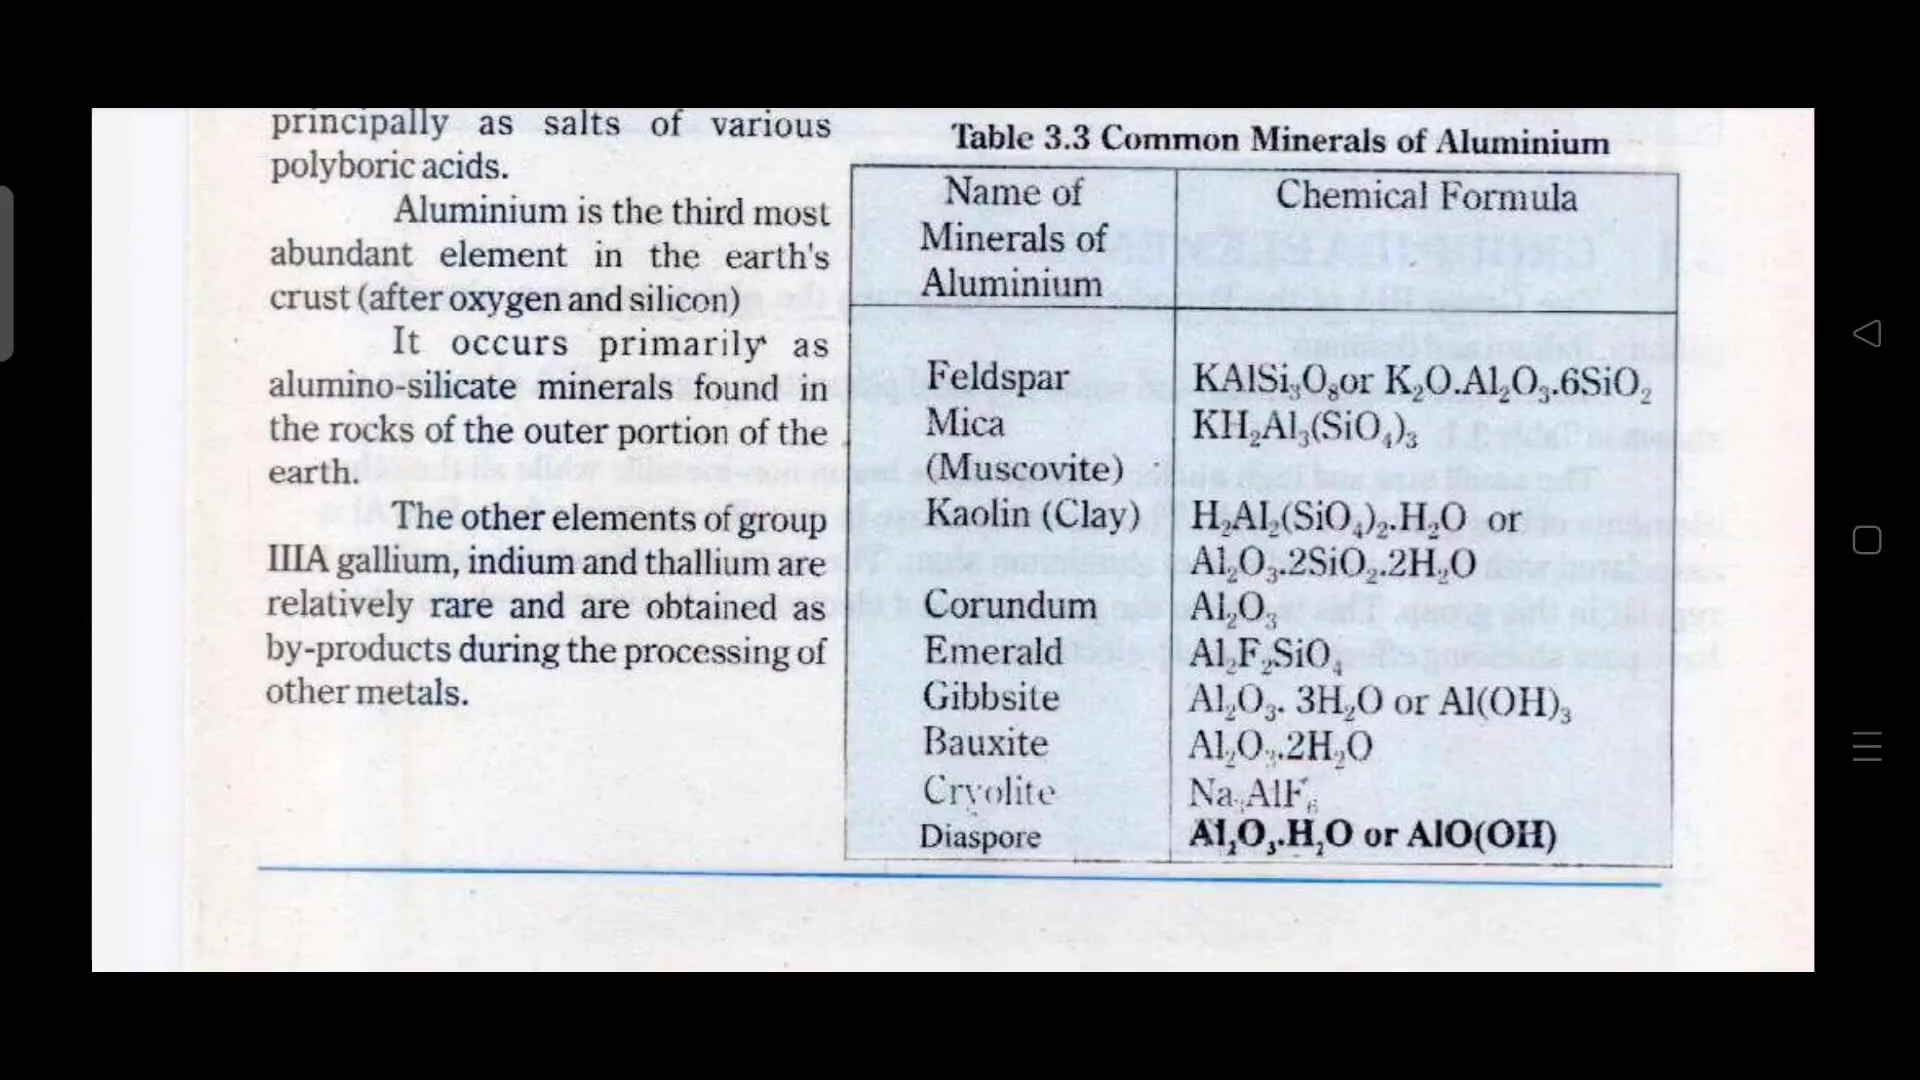 principally as salts of various
polyboric acids.
Aluminium is the third most
abundant element in the earth's
crust (after oxygen and silicon)
It occurs primarily as
alumino-silicate minerals found in
the rocks of the outer portion of the
earth.
The other elements of group
IIIA gallium, indium and thallium are
relatively rare and are obtained as
by-products during the processing of
other metals.
Table 3.3 Common Minerals of Aluminium
Name of Minerals of Aluminium | Chemical Formula
Feldspar KAlSi₃O₈or K₂O.Al₂O₃.6SiO₂
Mica KH₂Al₃(SiO₄)₃
(Muscovite)
Kaolin (Clay) H₂Al₂(SiO₄)₂.H₂O or
Al₂O₃.2SiO₂.2H₂O
Corundum Al₂O₃
Emerald Al₂F₂SiO₄
Gibbsite Al₂O₃. 3H₂O or Al(OH)₃
Bauxite Al₂O₃.2H₂O
Cryolite Na₃AlF₆
Diaspore Al₂O₃.H₂O or AlO(OH)